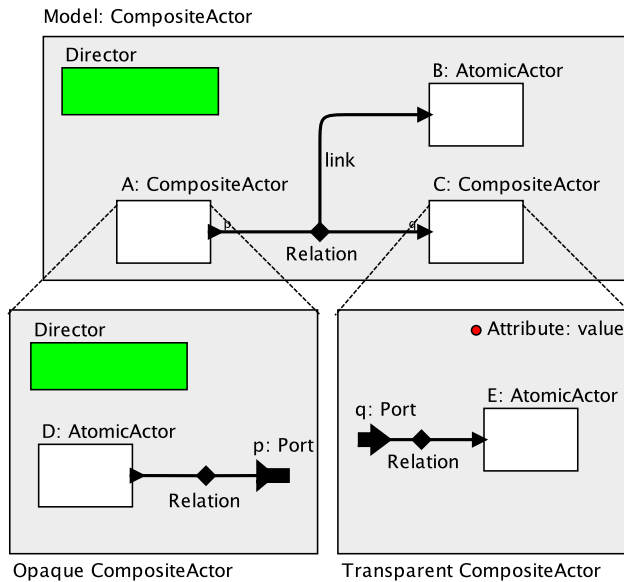 Model: CompositeActor
Director
B: AtomicActor
link
A: CompositeActor
C: CompositeActor
p
q
Relation
Director
D: AtomicActor
p: Port
Relation
Opaque CompositeActor
Attribute: value
E: AtomicActor
q: Port
Relation
Transparent CompositeActor